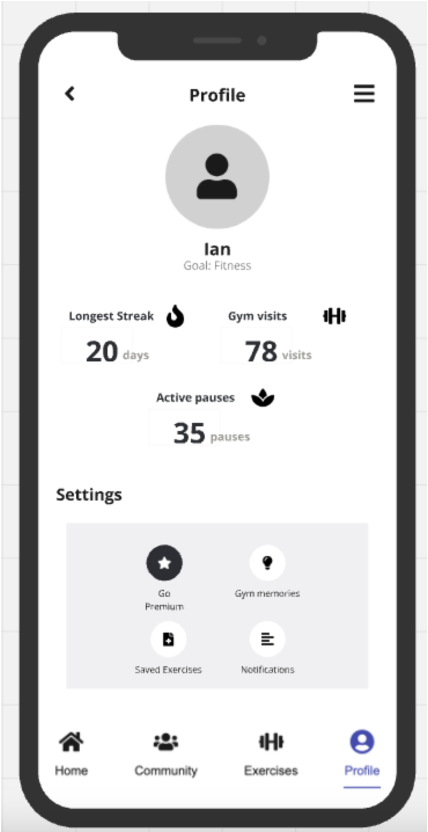 Profile
Ian
Goal: Fitness
Longest Streak
Gym visits
20 days
78 visits
Active pauses
35 pauses
Settings
Go
Premium
Gym memories
Saved Exercises
Notifications
Home
Community
Exercises
Profile